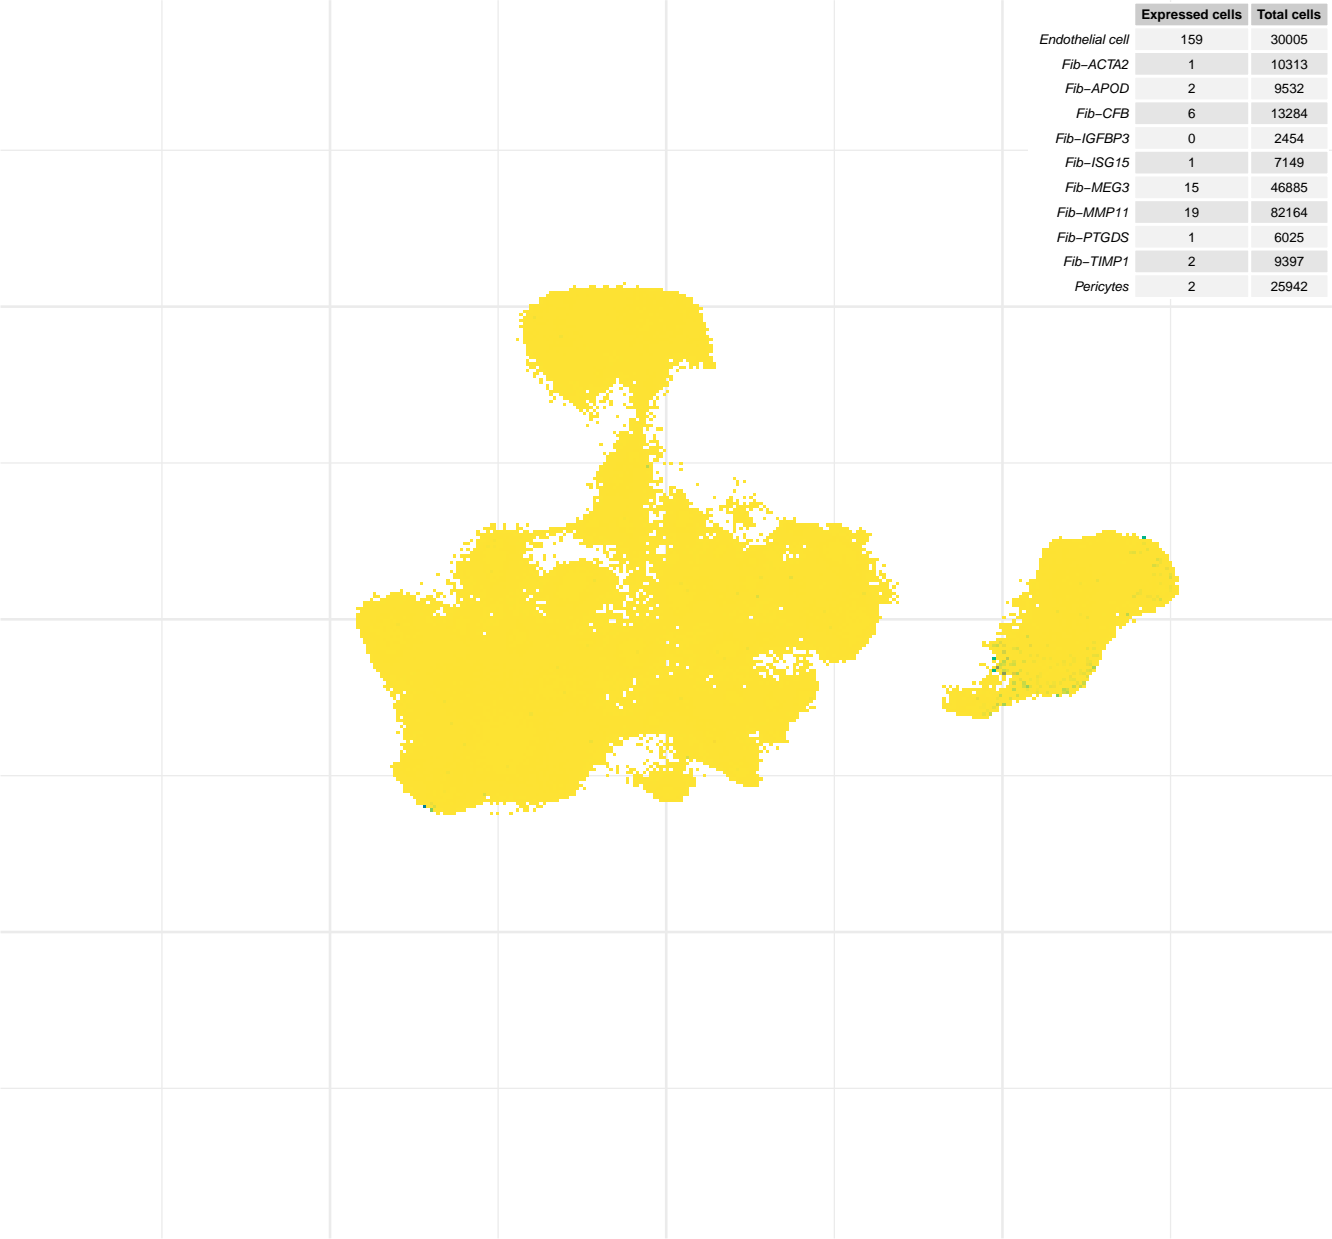 Expressed cells Total cells
Endothelial cell 159 30005
Fib−ACTA2 1 10313
Fib−APOD 2 9532
Fib−CFB 6 13284
Fib−IGFBP3 0 2454
Fib−ISG15 1 7149
Fib−MEG3 15 46885
Fib−MMP11 19 82164
Fib−PTGDS 1 6025
Fib−TIMP1 2 9397
Pericytes 2 25942